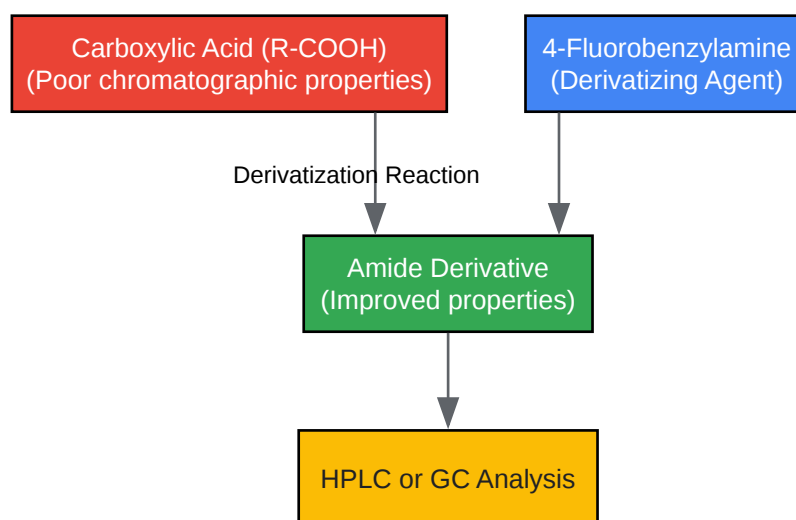 Carboxylic Acid (R-COOH)
(Poor chromatographic properties)
4-Fluorobenzylamine
(Derivatizing Agent)
Derivatization Reaction
Amide Derivative
(Improved properties)
HPLC or GC Analysis